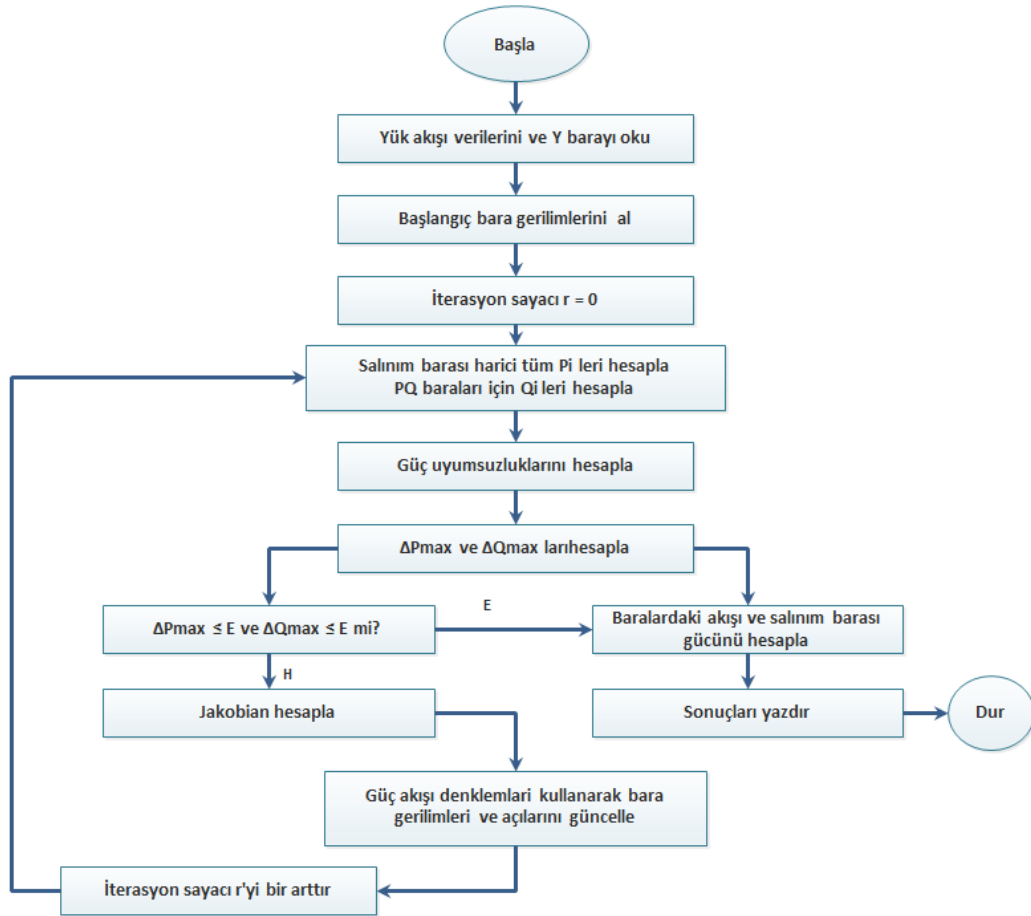 Başla
Yük akışı verilerini ve Y barayı oku
Başlangıç bara gerilimlerini al
İterasyon sayacı r = 0
Salınım barası harici tüm Pi leri hesapla
PQ baraları için Qi leri hesapla
Güç uyumsuzluklarını hesapla
ΔPmax ve ΔQmax larıhesapla
ΔPmax ≤ E ve ΔQmax ≤ E mi?
E
Baralardaki akışı ve salınım barası
gücünü hesapla
H
Jakobian hesapla
Sonuçları yazdır
Dur
Güç akışı denklemlari kullanarak bara
gerilimleri ve açılarını güncelle
İterasyon sayacı r'yi bir arttır